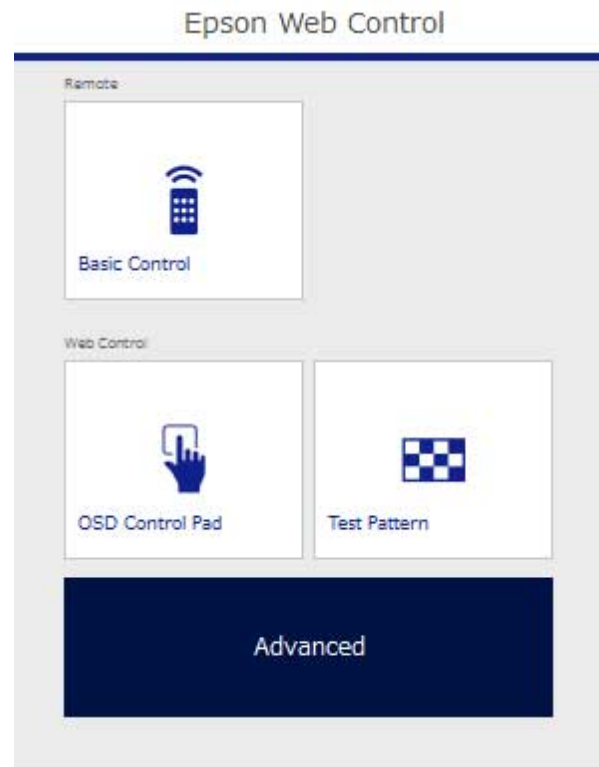 Epson Web Control
Remote
Basic Control
Web Control
OSD Control Pad
Test Pattern
Advanced